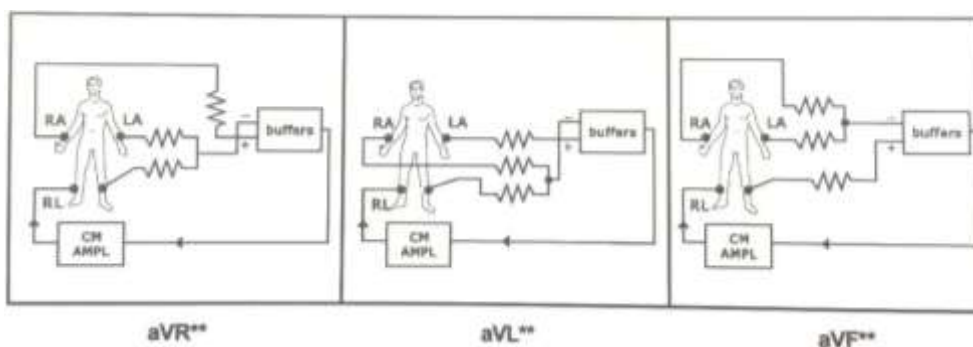 RA LA
−
+
buffers
RL
CM
AMPL
RA LA
−
+
buffers
RL
CM
AMPL
RA LA
−
+
buffers
RL
CM
AMPL
aVR**
aVL**
aVF**